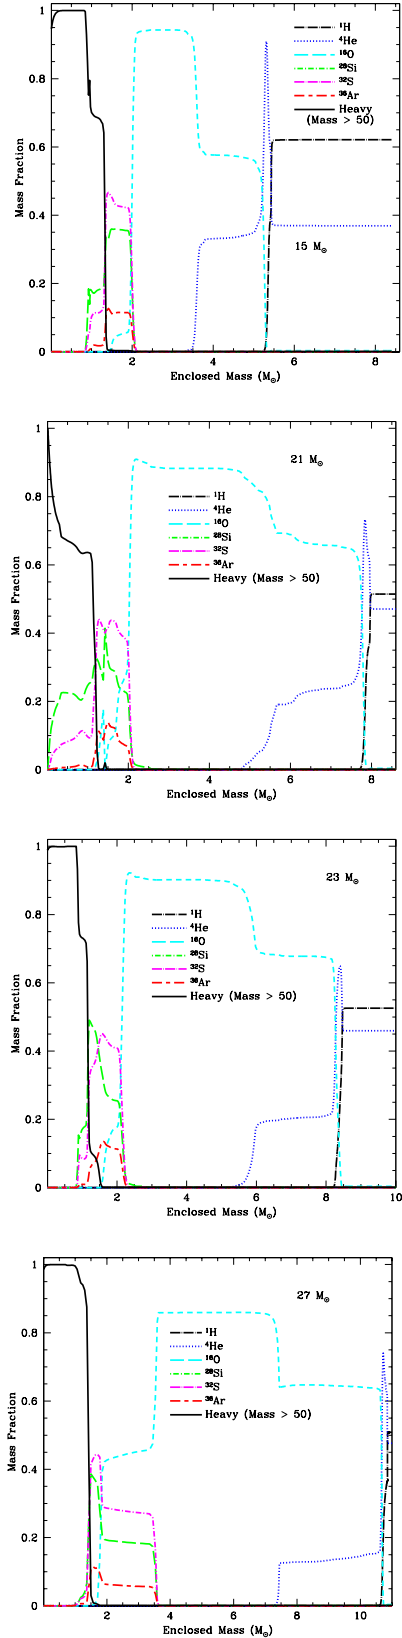 1
0.8
0.6
0.4
0.2
0
Mass Fraction
¹H
⁴He
¹⁶O
²⁸Si
³²S
³⁶Ar
Heavy
(Mass > 50)
15 M⊙
2 4 6 8
Enclosed Mass (M⊙)
1
0.8
0.6
0.4
0.2
0
Mass Fraction
21 M⊙
¹H
⁴He
¹⁶O
²⁸Si
³²S
³⁶Ar
Heavy (Mass > 50)
0 2 4 6 8
Enclosed Mass (M⊙)
1
0.8
0.6
0.4
0.2
0
Mass Fraction
23 M⊙
¹H
⁴He
¹⁶O
²⁸Si
³²S
³⁶Ar
Heavy (Mass > 50)
0 2 4 6 8 10
Enclosed Mass (M⊙)
1
0.8
0.6
0.4
0.2
0
Mass Fraction
27 M⊙
¹H
⁴He
¹⁶O
²⁸Si
³²S
³⁶Ar
Heavy (Mass > 50)
0 2 4 6 8 10
Enclosed Mass (M⊙)